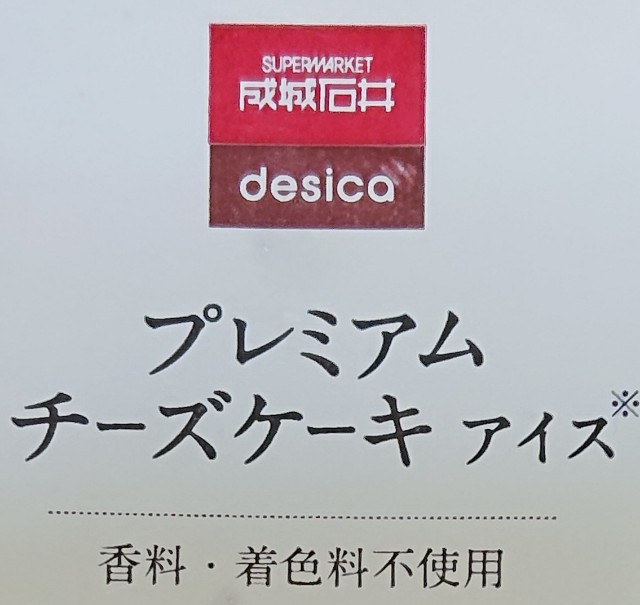 SUPERMARKET
成城石井
desica
プレミアム
チーズケーキ アイス※
香料・着色料不使用